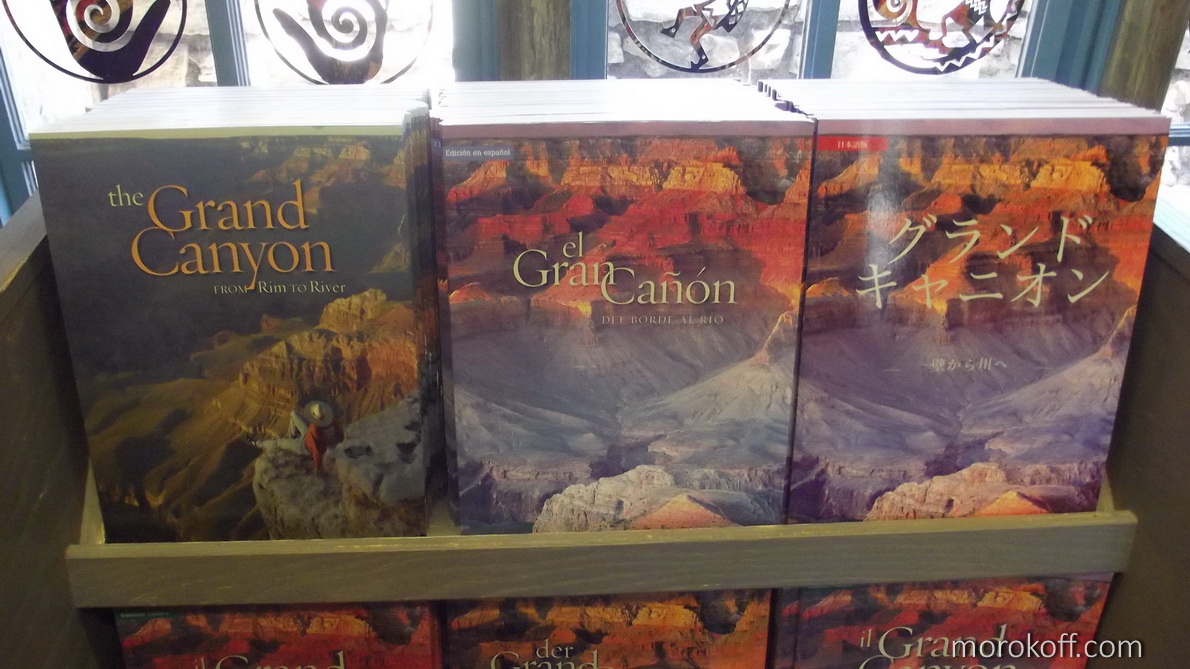 the
Grand
Canyon
FROM Rim TO River
Edición en español
el
Gran
Cañón
DEL BORDE AL RÍO
日本語版
グランド
キャニオン
壁から川へ
il
Grand
der
Grand
il
Grand
Canyon
morokoff.com